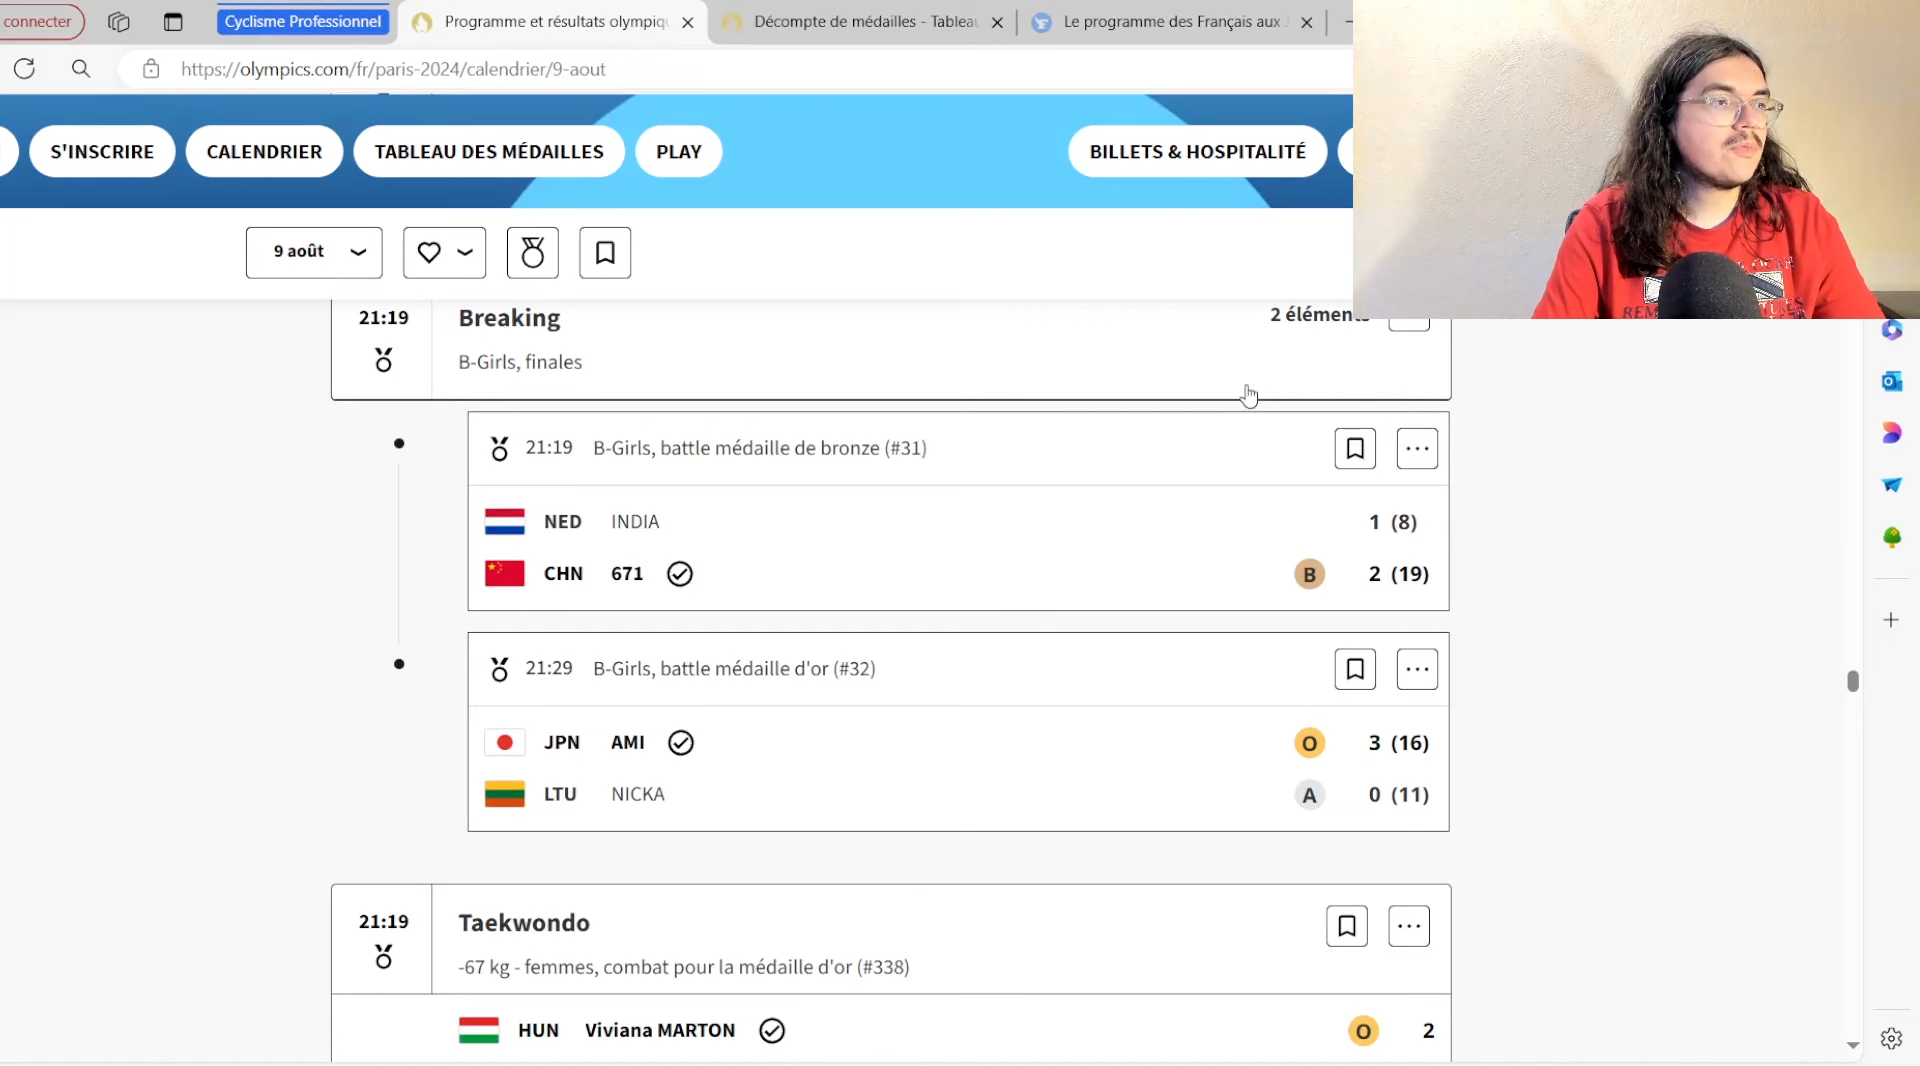 connecter
Cyclisme Professionnel
Programme et résultats olympiq
Décompte de médailles - Tablea
Le programme des Français aux J
https://olympics.com/fr/paris-2024/calendrier/9-aout
S'INSCRIRE
CALENDRIER
TABLEAU DES MÉDAILLES
PLAY
BILLETS & HOSPITALITÉ
9 août
21:19
Breaking
2 éléments
B-Girls, finales
21:19 B-Girls, battle médaille de bronze (#31)
NED INDIA 1 (8)
CHN 671 B 2 (19)
21:29 B-Girls, battle médaille d'or (#32)
JPN AMI O 3 (16)
LTU NICKA A 0 (11)
21:19
Taekwondo
-67 kg - femmes, combat pour la médaille d'or (#338)
HUN Viviana MARTON O 2